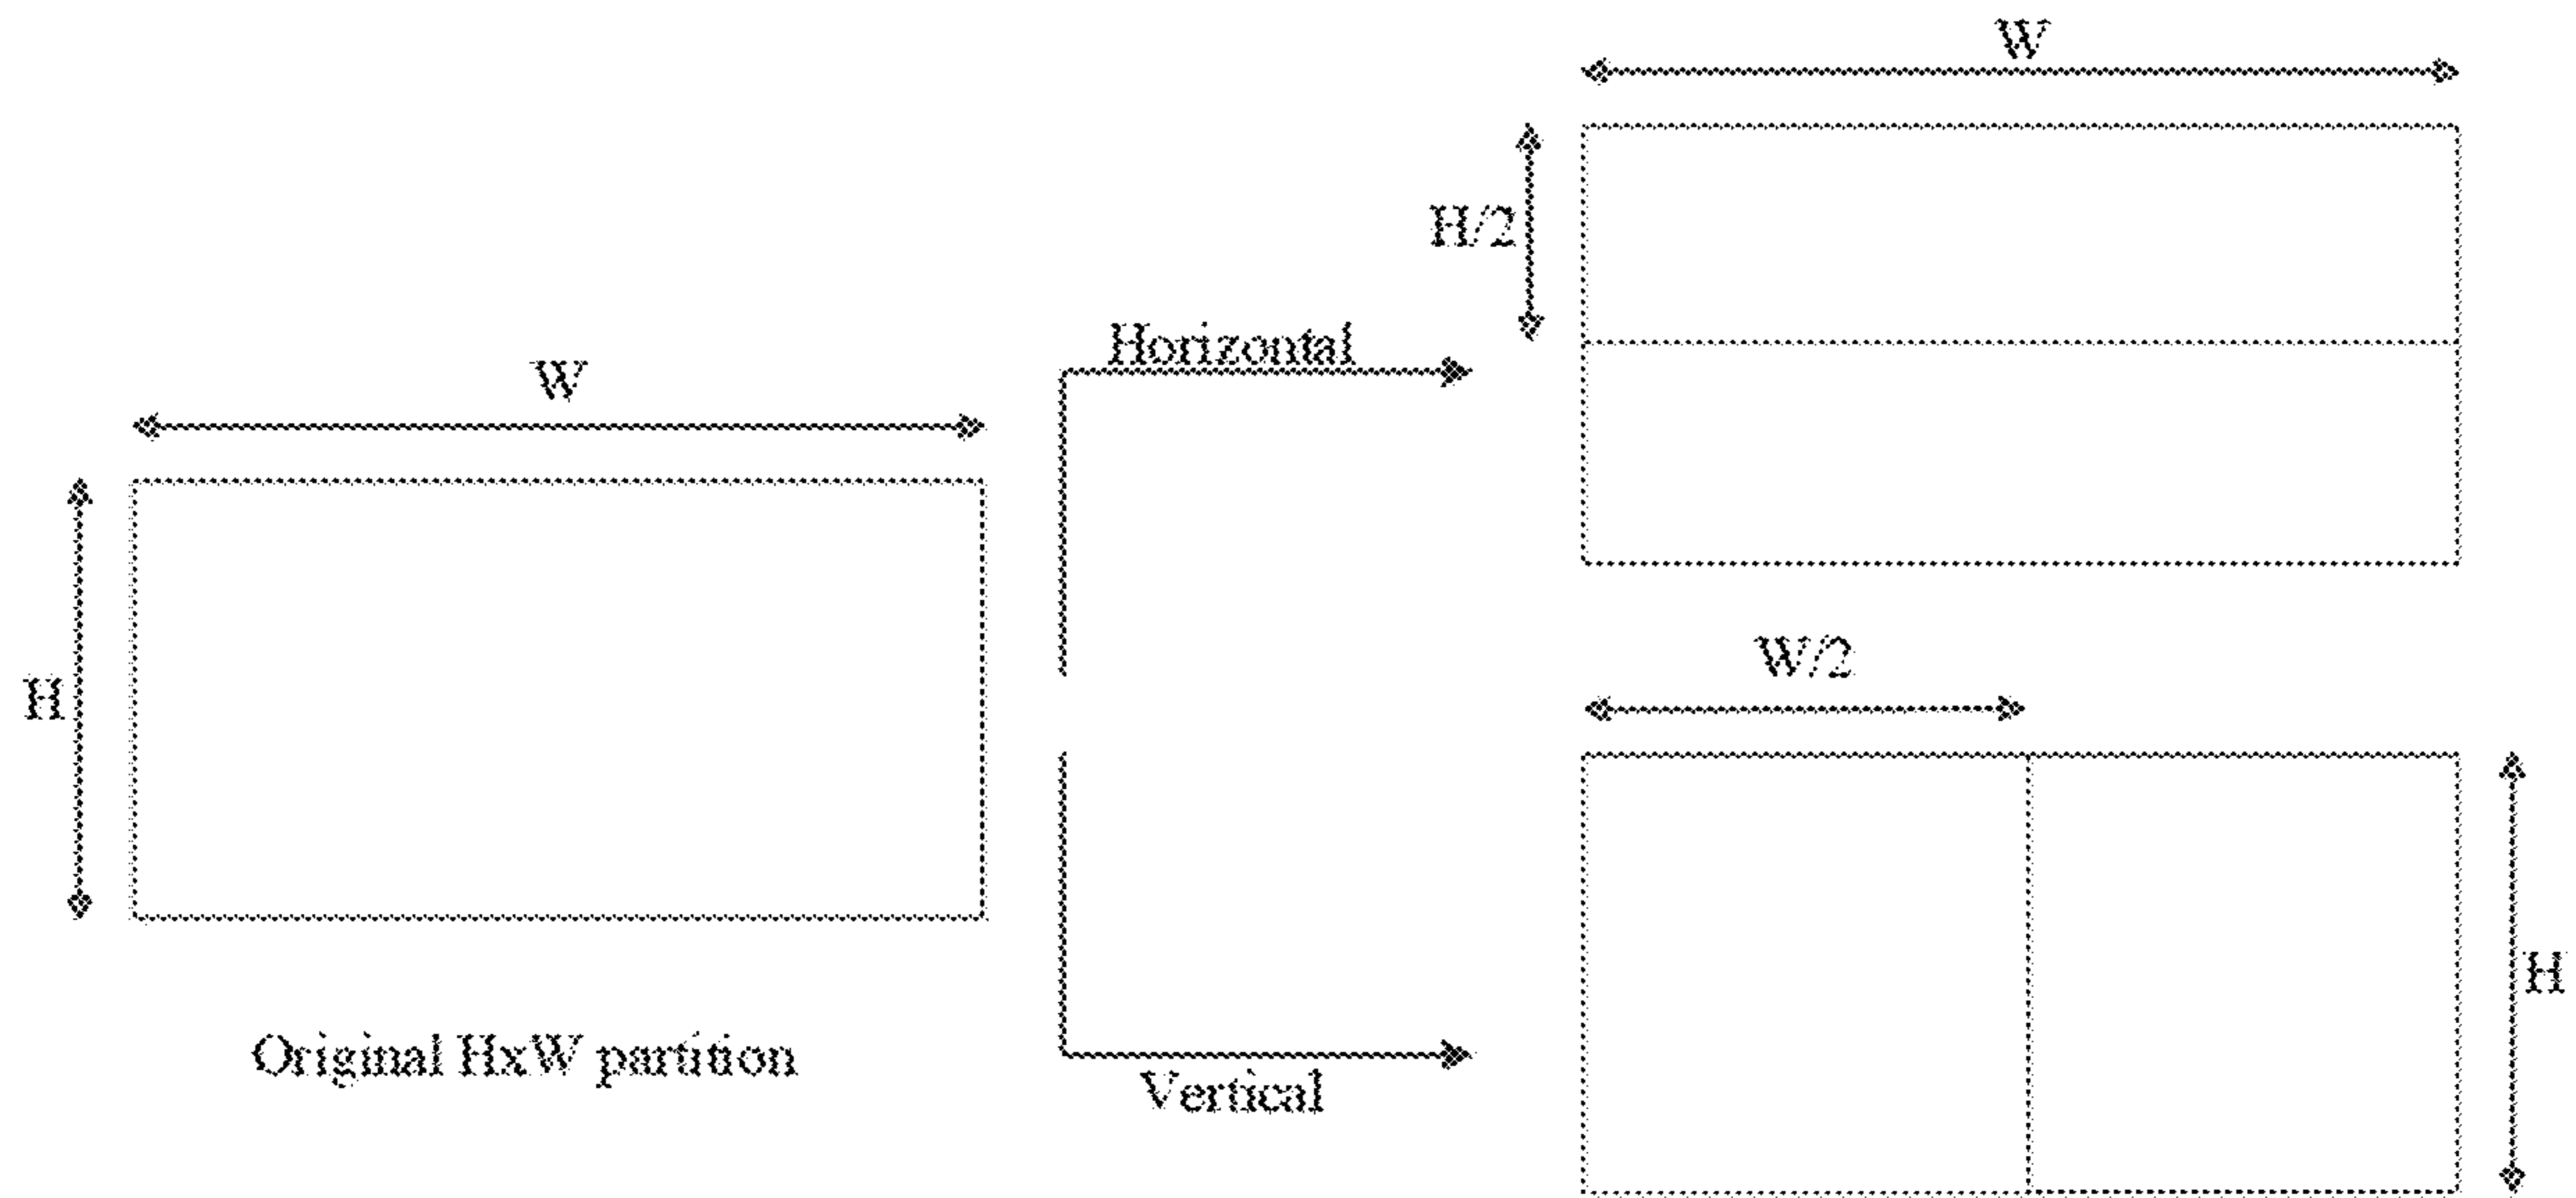 W
H/2
Horizontal
W
H
W/2
H
Original HxW partition
Vertical